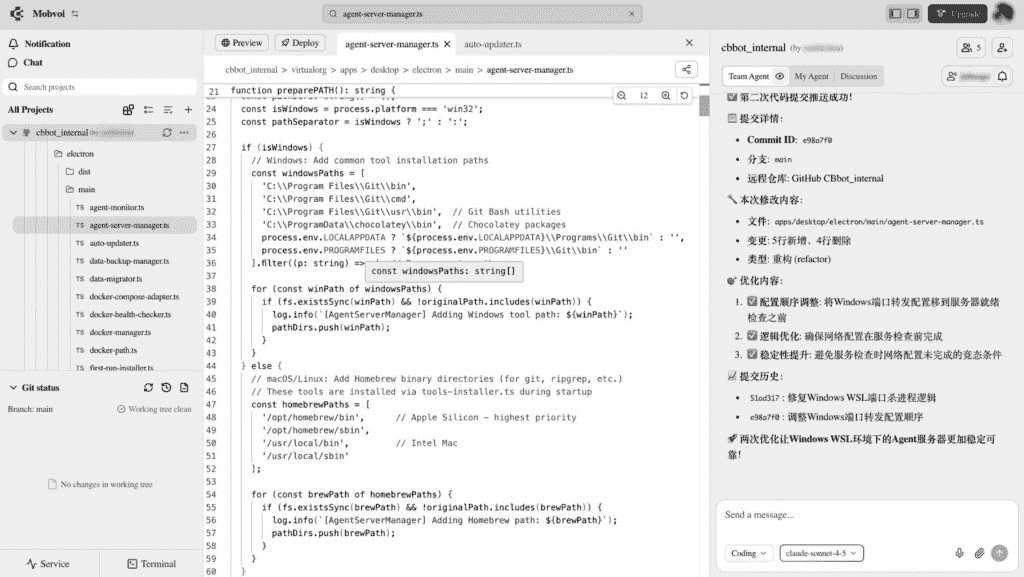 Mobvoi
agent-server-manager.ts
Upgrade
Notification
Chat
Search projects
All Projects
cbbot_internal by
electron
dist
main
TS agent-monitor.ts
TS agent-server-manager.ts
TS auto-updater.ts
TS data-backup-manager.ts
TS data-migrator.ts
TS docker-compose-adapter.ts
TS docker-health-checker.ts
TS docker-manager.ts
TS docker-path.ts
TS first-run-installer.ts
Git status
Branch: main
Working tree clean
No changes in working tree
Service
Terminal
Preview
Deploy
agent-server-manager.ts
auto-updater.ts
cbbot_internal > virtualorg > apps > desktop > electron > main > agent-server-manager.ts
12
21 function preparePATH(): string {
24 const isWindows = process.platform === 'win32';
25 const pathSeparator = isWindows ? ';' : ':';
26
27 if (isWindows) {
28 // Windows: Add common tool installation paths
29 const windowsPaths = [
30 'C:\\Program Files\\Git\\bin',
31 'C:\\Program Files\\Git\\cmd',
32 'C:\\Program Files\\Git\\usr\\bin', // Git Bash utilities
33 'C:\\ProgramData\\chocolatey\\bin', // Chocolatey packages
34 process.env.LOCALAPPDATA ? `${process.env.LOCALAPPDATA}\\Programs\\Git\\bin` : '',
35 process.env.PROGRAMFILES ? `${process.env.PROGRAMFILES}\\Git\\bin` : ''
36 ].filter((p: string) =>
const windowsPaths: string[]
37
38 for (const winPath of windowsPaths) {
39 if (fs.existsSync(winPath) && !originalPath.includes(winPath)) {
40 log.info(`[AgentServerManager] Adding Windows tool path: ${winPath}`);
41 pathDirs.push(winPath);
42 }
43 }
44 } else {
45 // macOS/Linux: Add Homebrew binary directories (for git, ripgrep, etc.)
46 // These tools are installed via tools-installer.ts during startup
47 const homebrewPaths = [
48 '/opt/homebrew/bin', // Apple Silicon - highest priority
49 '/opt/homebrew/sbin',
50 '/usr/local/bin', // Intel Mac
51 '/usr/local/sbin'
52 ];
53
54 for (const brewPath of homebrewPaths) {
55 if (fs.existsSync(brewPath) && !originalPath.includes(brewPath)) {
56 log.info(`[AgentServerManager] Adding Homebrew path: ${brewPath}`);
57 pathDirs.push(brewPath);
58 }
59 }
60 }
cbbot_internal (by
5
Team Agent
My Agent
Discussion
✅ 第二次代码提交推送成功!
提交详情:
• Commit ID: e98a7f0
• 分支: main
• 远程仓库: GitHub CBbot_internal
🔧 本次修改内容:
• 文件: apps/desktop/electron/main/agent-server-manager.ts
• 变更: 5行新增, 4行删除
• 类型: 重构 (refactor)
🎯 优化内容:
1. ✅ 配置顺序调整: 将Windows端口转发配置移到服务器就绪
检查之前
2. ✅ 逻辑优化: 确保网络配置在服务检查前完成
3. ✅ 稳定性提升: 避免服务检查时网络配置未完成的竞态条件
📈 提交历史:
• 51ad317 : 修复Windows WSL端口杀进程逻辑
• e98a7f0 : 调整Windows端口转发配置顺序
🚀 两次优化让Windows WSL环境下的Agent服务器更加稳定可
靠!
Send a message...
Coding
claude-sonnet-4-5